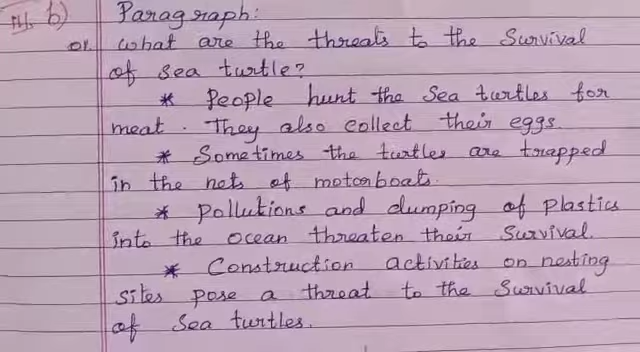 b) Paragraph:
what are the threats to the Survival
of sea turtle?
* People hunt the Sea turtles for
meat. They also collect their eggs.
* Sometimes the turtles are trapped
in the nets of motorboats.
* Pollutions and dumping of plastics
into the ocean threaten their Survival.
* Construction activities on nesting
sites pose a threat to the Survival
of Sea turtles.